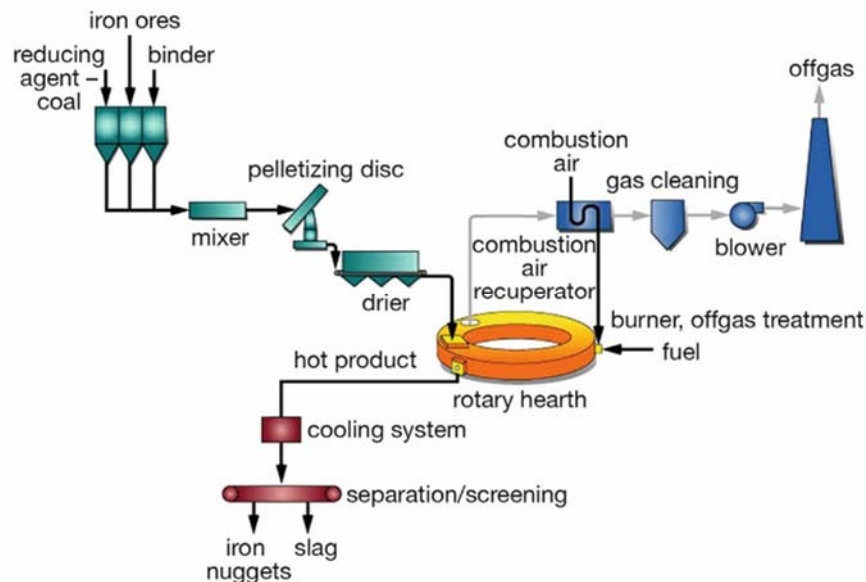 iron ores
reducing
agent –
coal
binder
offgas
combustion
air
gas cleaning
pelletizing disc
mixer
blower
combustion
air
recuperator
drier
burner, offgas treatment
fuel
hot product
rotary hearth
cooling system
separation/screening
iron
nuggets
slag